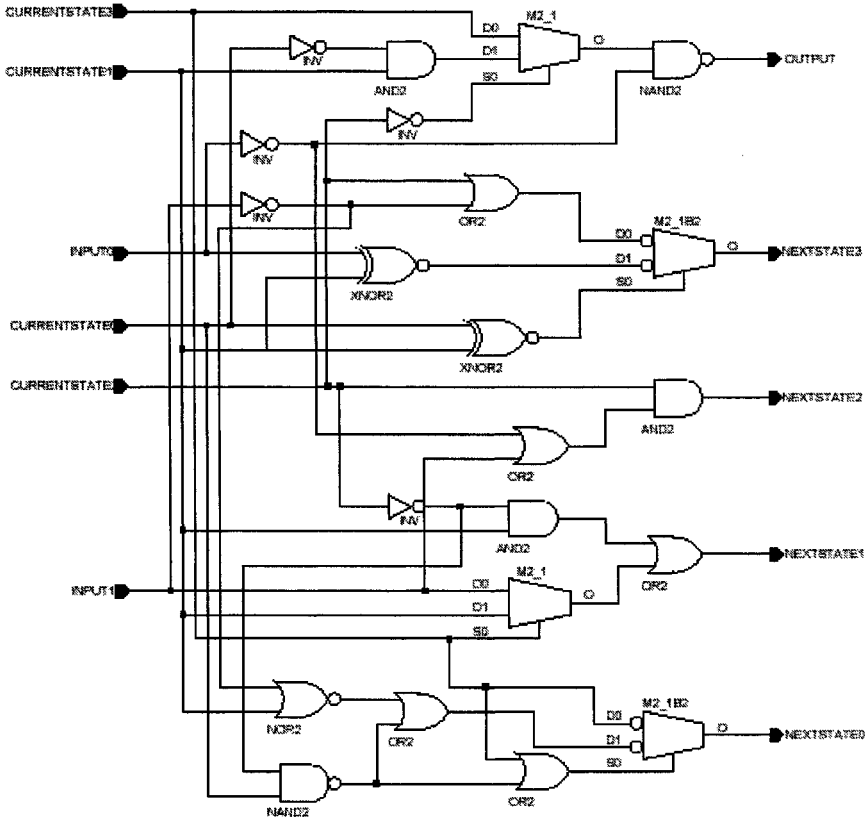 CURRENTSTATE3
M2_1
D0
D1
O
OUTPUT
INV
CURRENTSTATE1
S0
AND2
NAND2
INV
INV
INV
OR2
D0
M2_1B2
INPUT0
D1
O
NEXTSTATE3
XNOR2
S0
CURRENTSTATE
XNOR2
CURRENTSTATE
NEXTSTATE2
AND2
OR2
INV
AND2
NEXTSTATE1
M2_1
OR2
INPUT1
D0
O
D1
S0
M2_1B2
D0
NOR2
OR2
D1
O
NEXTSTATE0
S0
NAND2
OR2